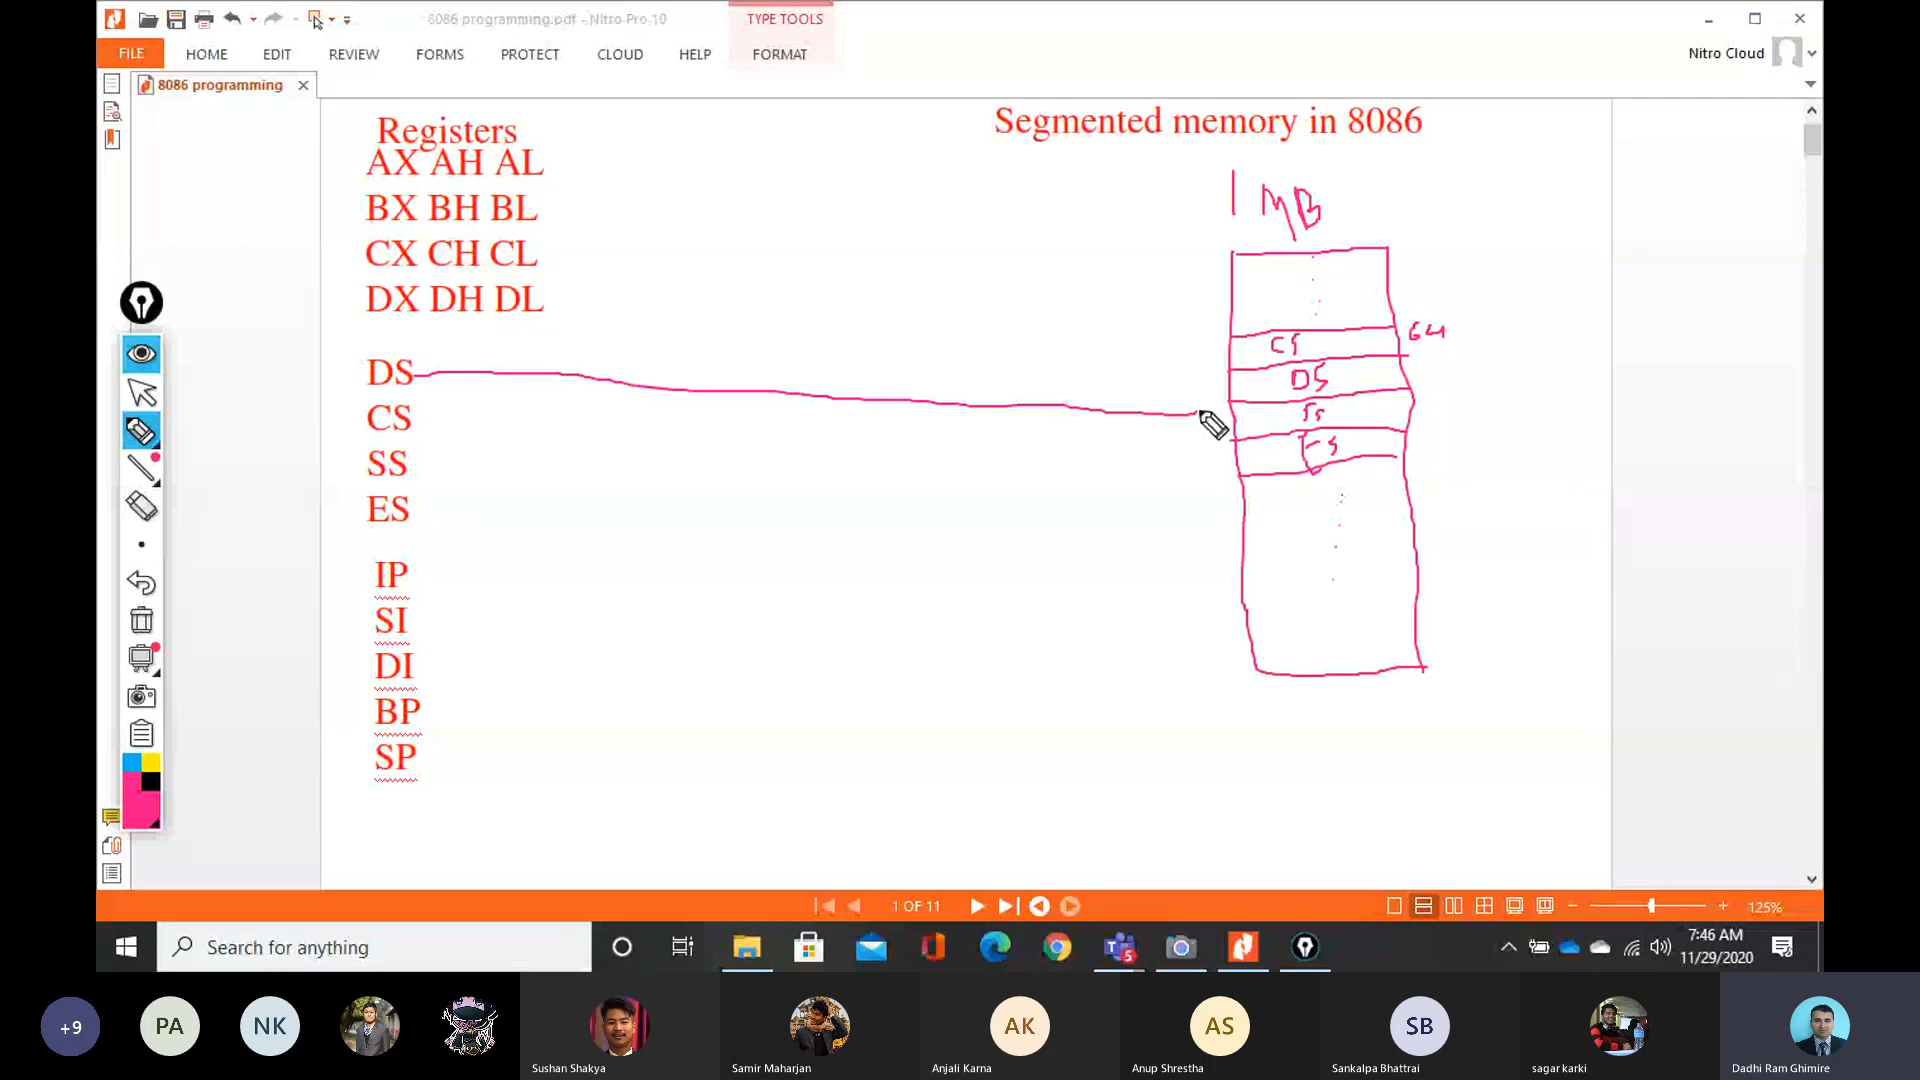 8086 programming.pdf - Nitro Pro 10
TYPE TOOLS
FILE HOME EDIT REVIEW FORMS PROTECT CLOUD HELP FORMAT
Nitro Cloud
8086 programming
Registers
AX AH AL
BX BH BL
CX CH CL
DX DH DL
DS
CS
SS
ES
IP
SI
DI
BP
SP
Segmented memory in 8086
1 MB
CS
64
DS
SS
ES
1 OF 11
125%
Search for anything
5
7:46 AM
11/29/2020
+9
PA
NK
AK
AS
SB
Sushan Shakya
Samir Maharjan
Anjali Karna
Anup Shrestha
Sankalpa Bhattrai
sagar karki
Dadhi Ram Ghimire